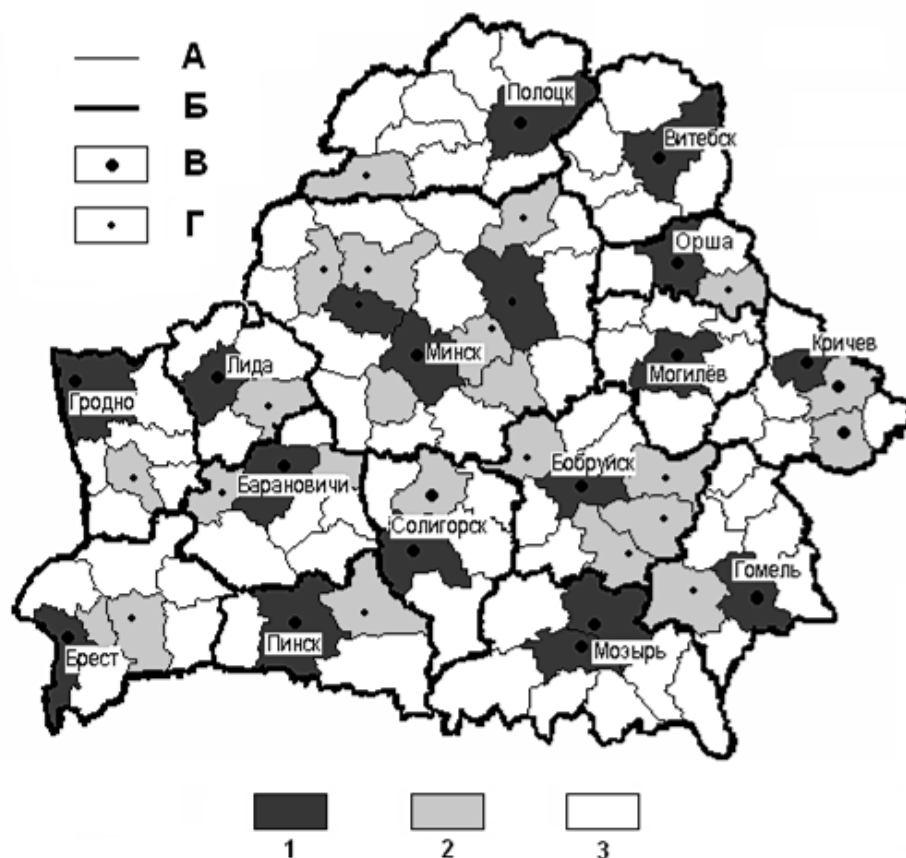 А
Б
В
Г
Полоцк
Витебск
Орша
Кричев
Минск
Могилёв
Лида
Гродно
Барановичи
Бобруйск
Солигорск
Гомель
Брест
Пинск
Мозырь
1 2 3